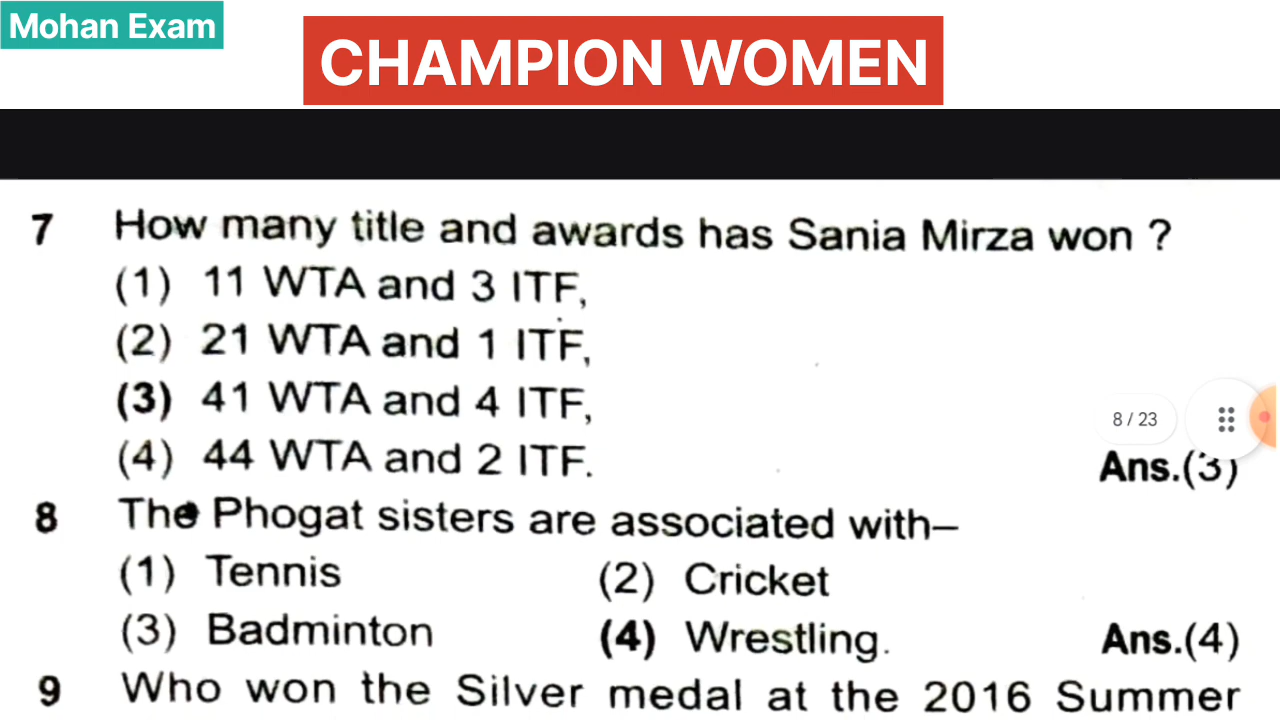 Mohan Exam
CHAMPION WOMEN
7 How many title and awards has Sania Mirza won ?
(1) 11 WTA and 3 ITF,
(2) 21 WTA and 1 ITF,
(3) 41 WTA and 4 ITF,
8 / 23
(4) 44 WTA and 2 ITF. Ans.(3)
8 The Phogat sisters are associated with–
(1) Tennis (2) Cricket
(3) Badminton (4) Wrestling. Ans.(4)
9 Who won the Silver medal at the 2016 Summer